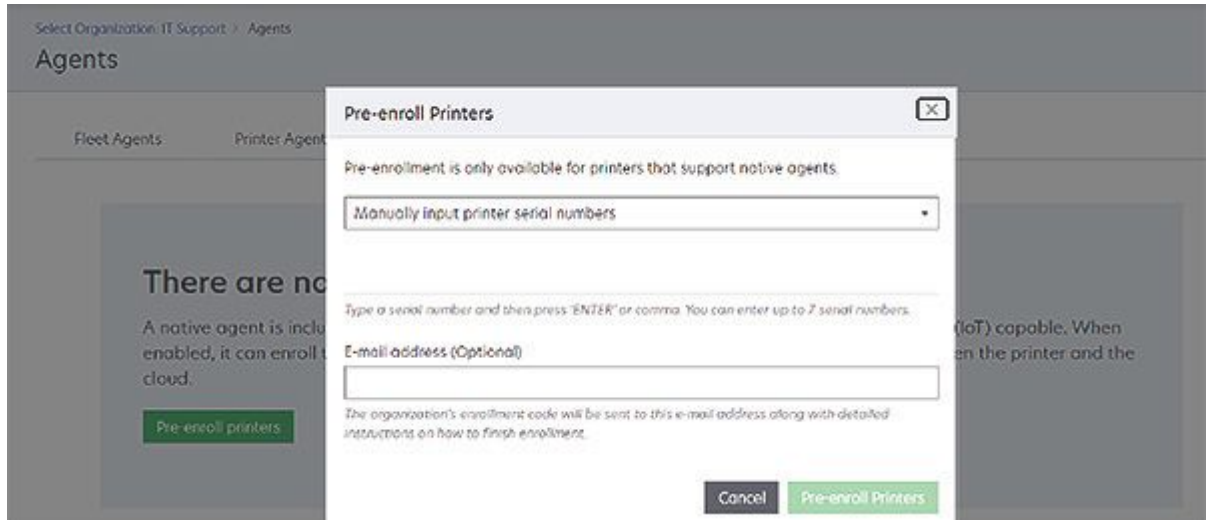 Select Organization: IT Support > Agents
Agents
Fleet Agents Printer Agent
Pre-enroll Printers
Pre-enrollment is only available for printers that support native agents.
Manually input printer serial numbers
Type a serial number and then press "ENTER" or comma. You can enter up to 7 serial numbers.
E-mail address (Optional)
The organization's enrollment code will be sent to this e-mail address along with detailed
instructions on how to finish enrollment.
Cancel Pre-enroll Printers
There are no
A native agent is inclu (IoT) capable. When
enabled, it can enroll t en the printer and the
cloud.
Pre-enroll printers